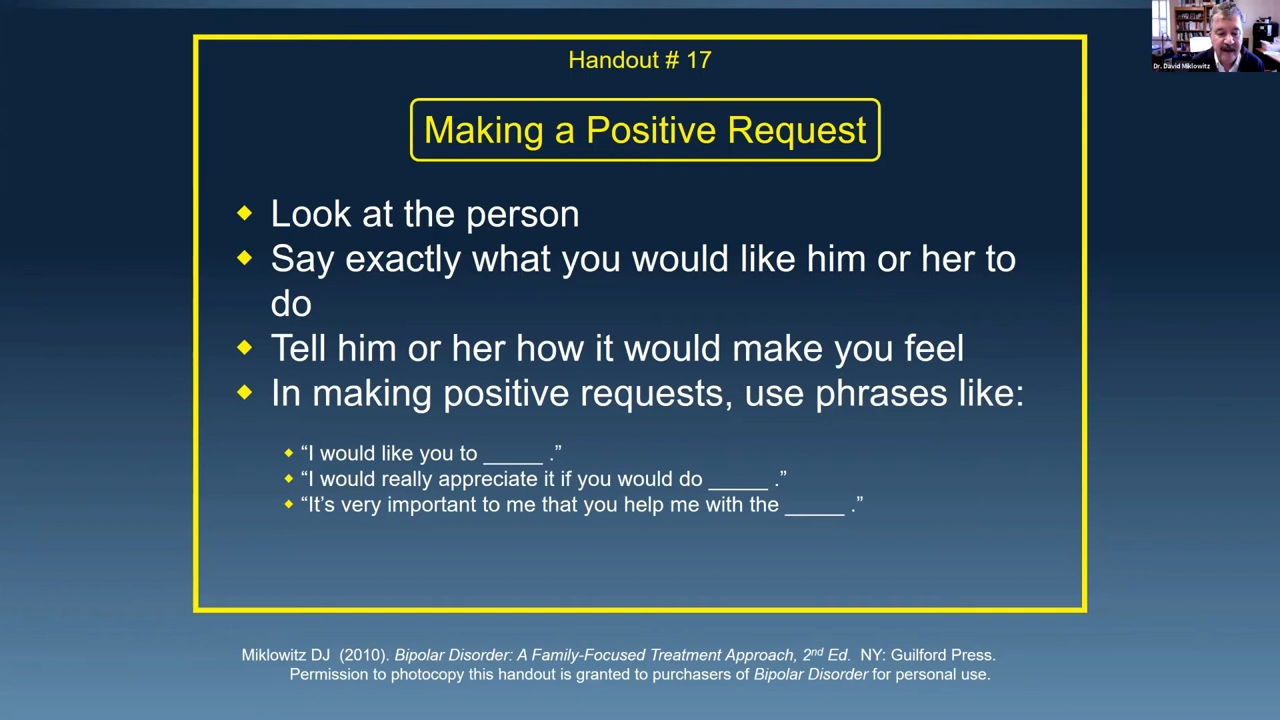 Handout # 17
Dr. David Miklowitz
Making a Positive Request
Look at the person
Say exactly what you would like him or her to
do
Tell him or her how it would make you feel
In making positive requests, use phrases like:
“I would like you to _____ .”
“I would really appreciate it if you would do _____ .”
“It’s very important to me that you help me with the _____ .”
Miklowitz DJ (2010). Bipolar Disorder: A Family-Focused Treatment Approach, 2nd Ed. NY: Guilford Press.
Permission to photocopy this handout is granted to purchasers of Bipolar Disorder for personal use.